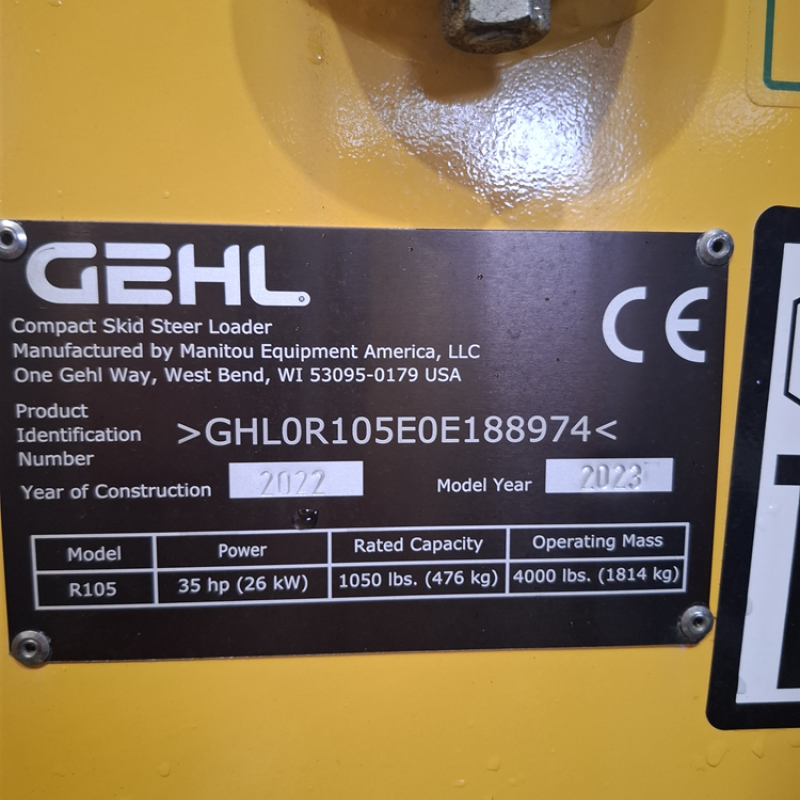 GEHL
Compact Skid Steer Loader
Manufactured by Manitou Equipment America, LLC
One Gehl Way, West Bend, WI 53095-0179 USA
CE
Product
Identification
Number
>GHL0R105E0E188974<
Year of Construction 2022 Model Year 2023
Model Power Rated Capacity Operating Mass
R105 35 hp (26 kW) 1050 lbs. (476 kg) 4000 lbs. (1814 kg)